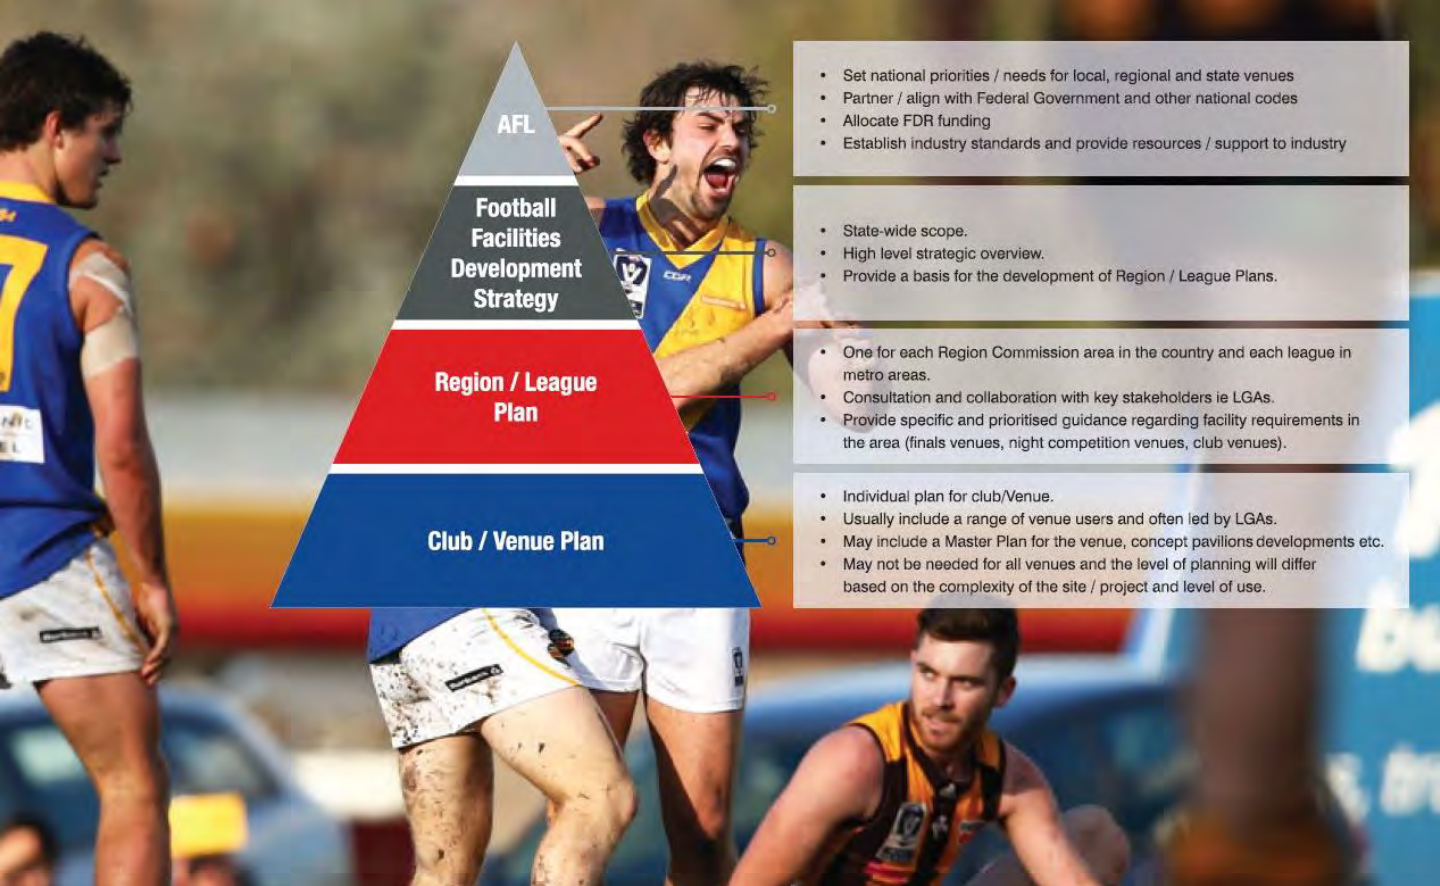 AFL
• Set national priorities / needs for local, regional and state venues
• Partner / align with Federal Government and other national codes
• Allocate FDR funding
• Establish industry standards and provide resources / support to industry
Football
Facilities
Development
Strategy
• State-wide scope.
• High level strategic overview.
• Provide a basis for the development of Region / League Plans.
Region / League
Plan
• One for each Region Commission area in the country and each league in
metro areas.
• Consultation and collaboration with key stakeholders ie LGAs.
• Provide specific and prioritised guidance regarding facility requirements in
the area (finals venues, night competition venues, club venues).
Club / Venue Plan
• Individual plan for club/Venue.
• Usually include a range of venue users and often led by LGAs.
• May include a Master Plan for the venue, concept pavilions developments etc.
• May not be needed for all venues and the level of planning will differ
based on the complexity of the site / project and level of use.